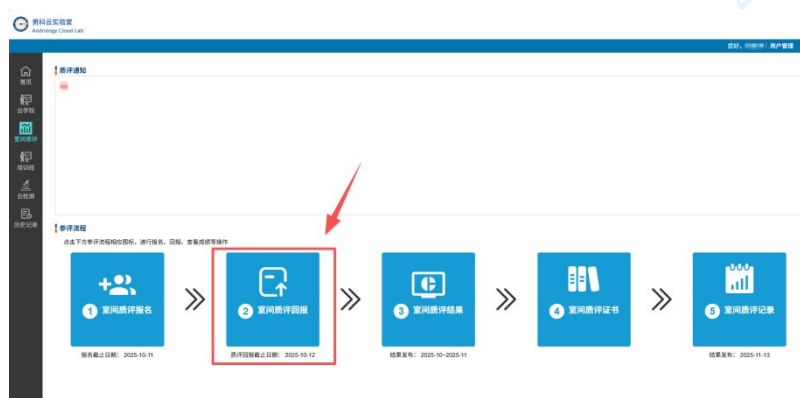 男科云实验室
Andrology Cloud Lab
您好，
用户管理
首页
云学院
室间质评
培训班
云检测
历史记录
质评通知
参评流程
点击下方参评流程相应图标，进行报名、回报、查看成绩等操作
1 室间质评报名
2 室间质评回报
3 室间质评结果
4 室间质评证书
5 室间质评记录
报名截止日期： 2025-10-11
质评回报截止日期： 2025-10-12
结果发布： 2025-10~2025-11
结果发布： 2025-11-13